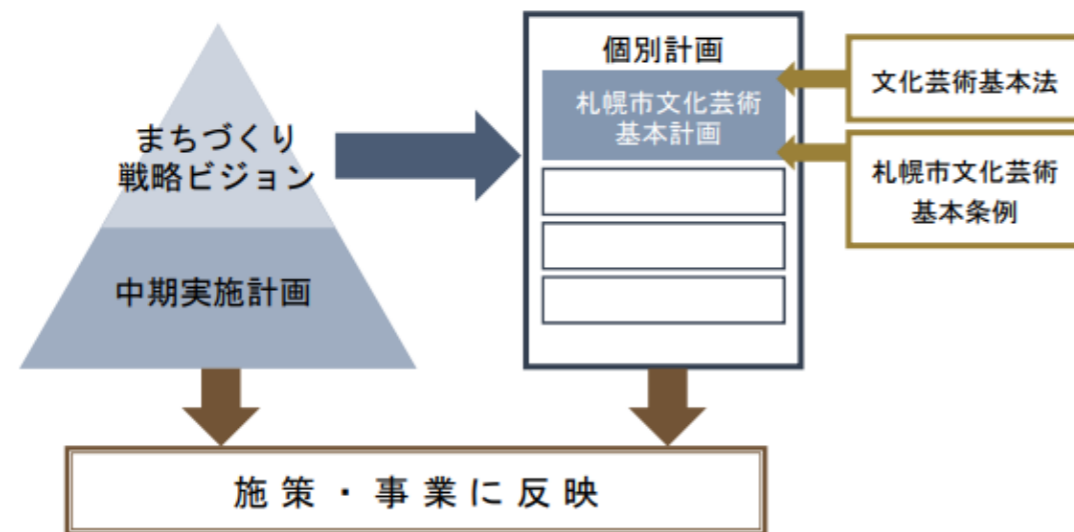 まちづくり
戦略ビジョン
中期実施計画
個別計画
札幌市文化芸術
基本計画
文化芸術基本法
札幌市文化芸術
基本条例
施策・事業に反映